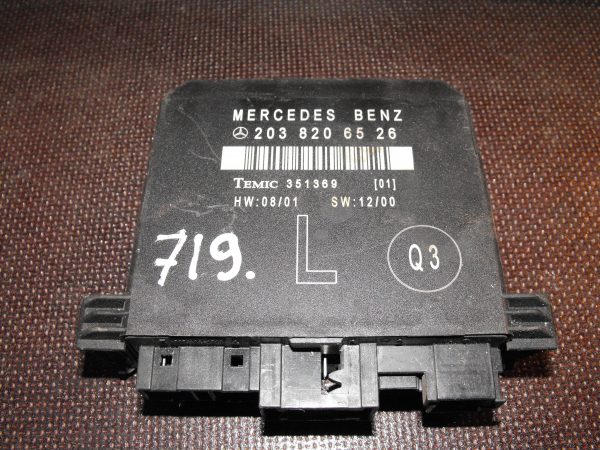 MERCEDES BENZ
203 820 65 26
TEMIC 351369 [01]
HW:08/01 SW:12/00
719.
L
Q3